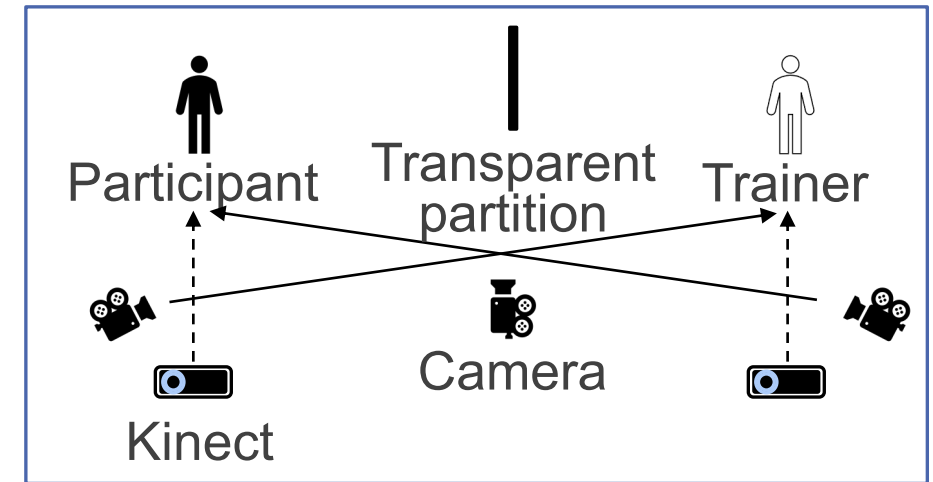 Participant
Transparent
partition
Trainer
Camera
Kinect